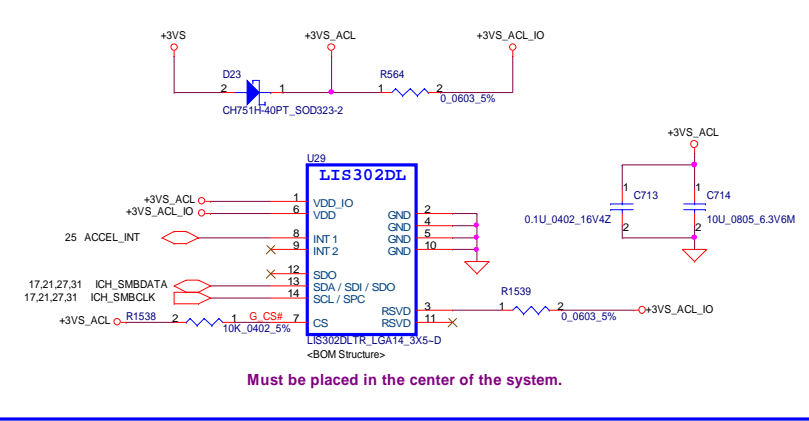 +3VS +3VS_ACL +3VS_ACL_IO
D23 R564
2 1 1 2
CH751H-40PT_SOD323-2 0_0603_5%
+3VS_ACL
U29
LIS302DL
+3VS_ACL 1 VDD_IO
+3VS_ACL_IO 6 VDD GND 2
GND 4
25 ACCEL_INT 8 INT 1 GND 5
9 INT 2 GND 10
12 SDO
17,21,27,31 ICH_SMBDATA 13 SDA / SDI / SDO
17,21,27,31 ICH_SMBCLK 14 SCL / SPC
RSVD 3 1 R1539 2 +3VS_ACL_IO
0_0603_5%
+3VS_ACL R1538 2 1 G_CS# 7 CS RSVD 11
10K_0402_5%
1 C713 1 C714
0.1U_0402_16V4Z 10U_0805_6.3V6M
2 2
LIS302DLTR_LGA14_3X5~D
<BOM Structure>
Must be placed in the center of the system.